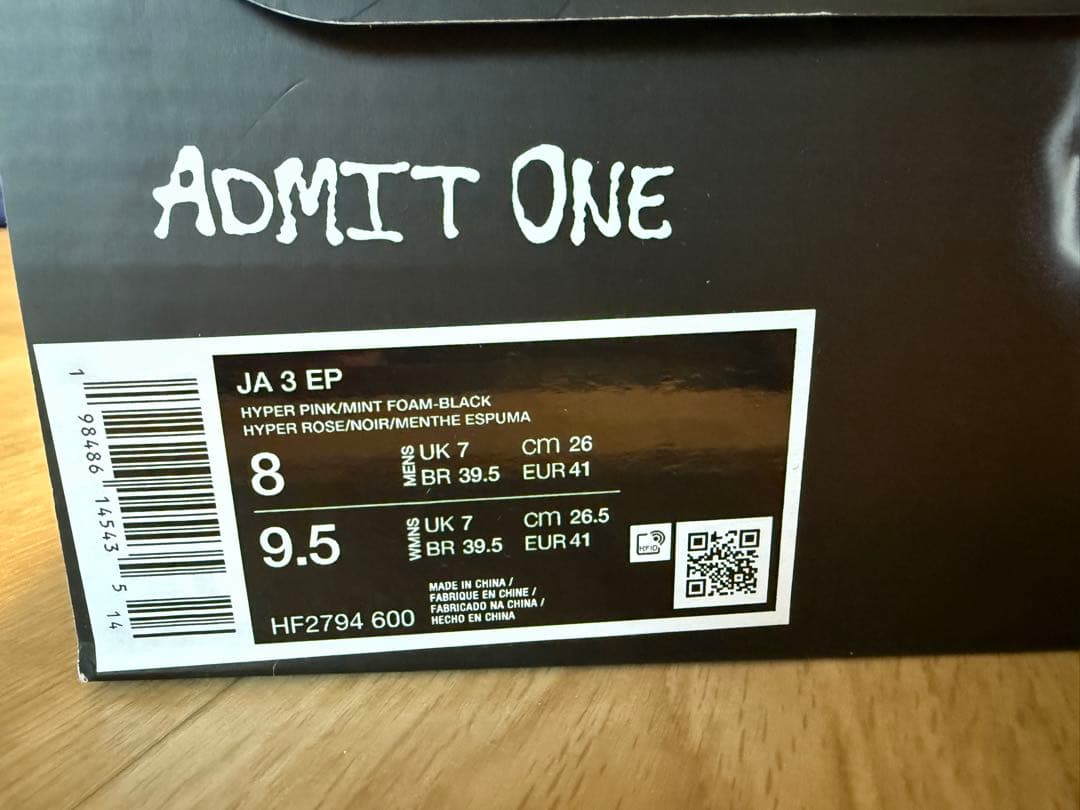 ADMIT ONE
JA 3 EP
HYPER PINK/MINT FOAM-BLACK
HYPER ROSE/NOIR/MENTHE ESPUMA
8 MENS UK 7 CM 26
BR 39.5 EUR 41
9.5 WMNS UK 7 CM 26.5
BR 39.5 EUR 41
RFID
MADE IN CHINA /
FABRIQUE EN CHINE /
FABRICADO NA CHINA /
HECHO EN CHINA
HF2794 600
1 98486 14543 5 14